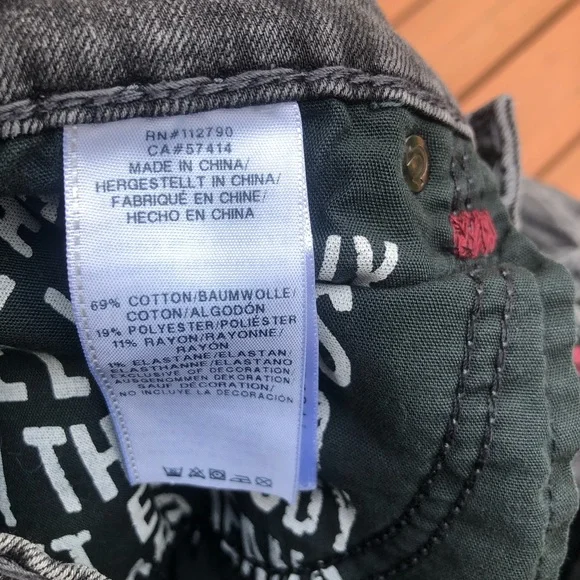 RN#112790
CA#57414
MADE IN CHINA/
HERGESTELLT IN CHINA/
FABRIQUÉ EN CHINE/
HECHO EN CHINA
69% COTTON/BAUMWOLLE/
COTON/ALGODÓN
19% POLYESTER/POLIÉSTER
11% RAYON/RAYONNE/
RAYON
1% ELASTANE/ELASTAN/
ELASTHANNE/ELASTANO
EXCLUSIVE OF DECORATION/
AUSGENOMMEN DEKORATION/
SAUF DÉCORATION/
NO INCLUYE LA DECORACIÓN